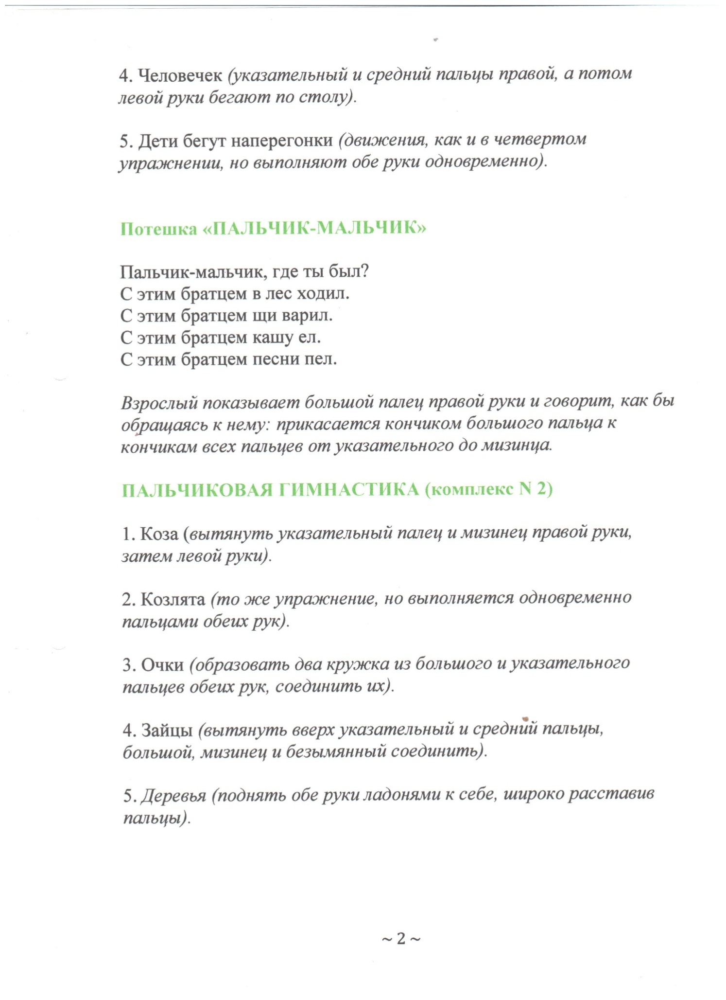 4. Человечек (указательный и средний пальцы правой, а потом
левой руки бегают по столу).
5. Дети бегут наперегонки (движения, как и в четвертом
упражнении, но выполняют обе руки одновременно).
Потешка «ПАЛЬЧИК-МАЛЬЧИК»
Пальчик-мальчик, где ты был?
С этим братцем в лес ходил.
С этим братцем щи варил.
С этим братцем кашу ел.
С этим братцем песни пел.
Взрослый показывает большой палец правой руки и говорит, как бы
обращаясь к нему: прикасается кончиком большого пальца к
кончикам всех пальцев от указательного до мизинца.
ПАЛЬЧИКОВАЯ ГИМНАСТИКА (комплекс N 2)
1. Коза (вытянуть указательный палец и мизинец правой руки,
затем левой руки).
2. Козлята (то же упражнение, но выполняется одновременно
пальцами обеих рук).
3. Очки (образовать два кружка из большого и указательного
пальцев обеих рук, соединить их).
4. Зайцы (вытянуть вверх указательный и средний пальцы,
большой, мизинец и безымянный соединить).
5. Деревья (поднять обе руки ладонями к себе, широко расставив
пальцы).
~ 2 ~